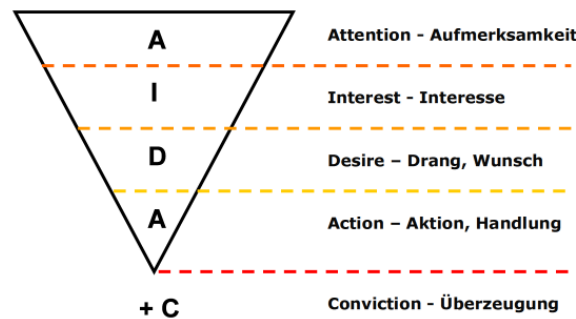 A Attention - Aufmerksamkeit
I Interest - Interesse
D Desire – Drang, Wunsch
A Action – Aktion, Handlung
+ C Conviction - Überzeugung